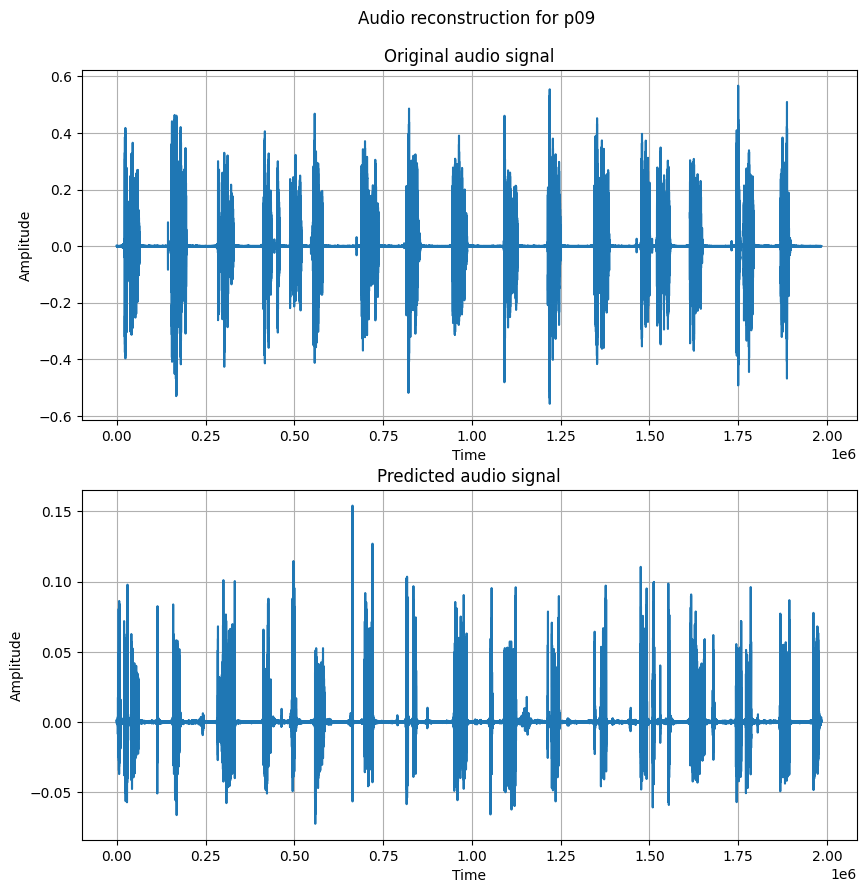 Audio reconstruction for p09
Original audio signal
0.6
0.4
0.2
0.0
−0.2
−0.4
−0.6
Amplitude
0.00 0.25 0.50 0.75 1.00 1.25 1.50 1.75 2.00
Time
1e6
Predicted audio signal
0.15
0.10
0.05
0.00
−0.05
Amplitude
0.00 0.25 0.50 0.75 1.00 1.25 1.50 1.75 2.00
Time
1e6